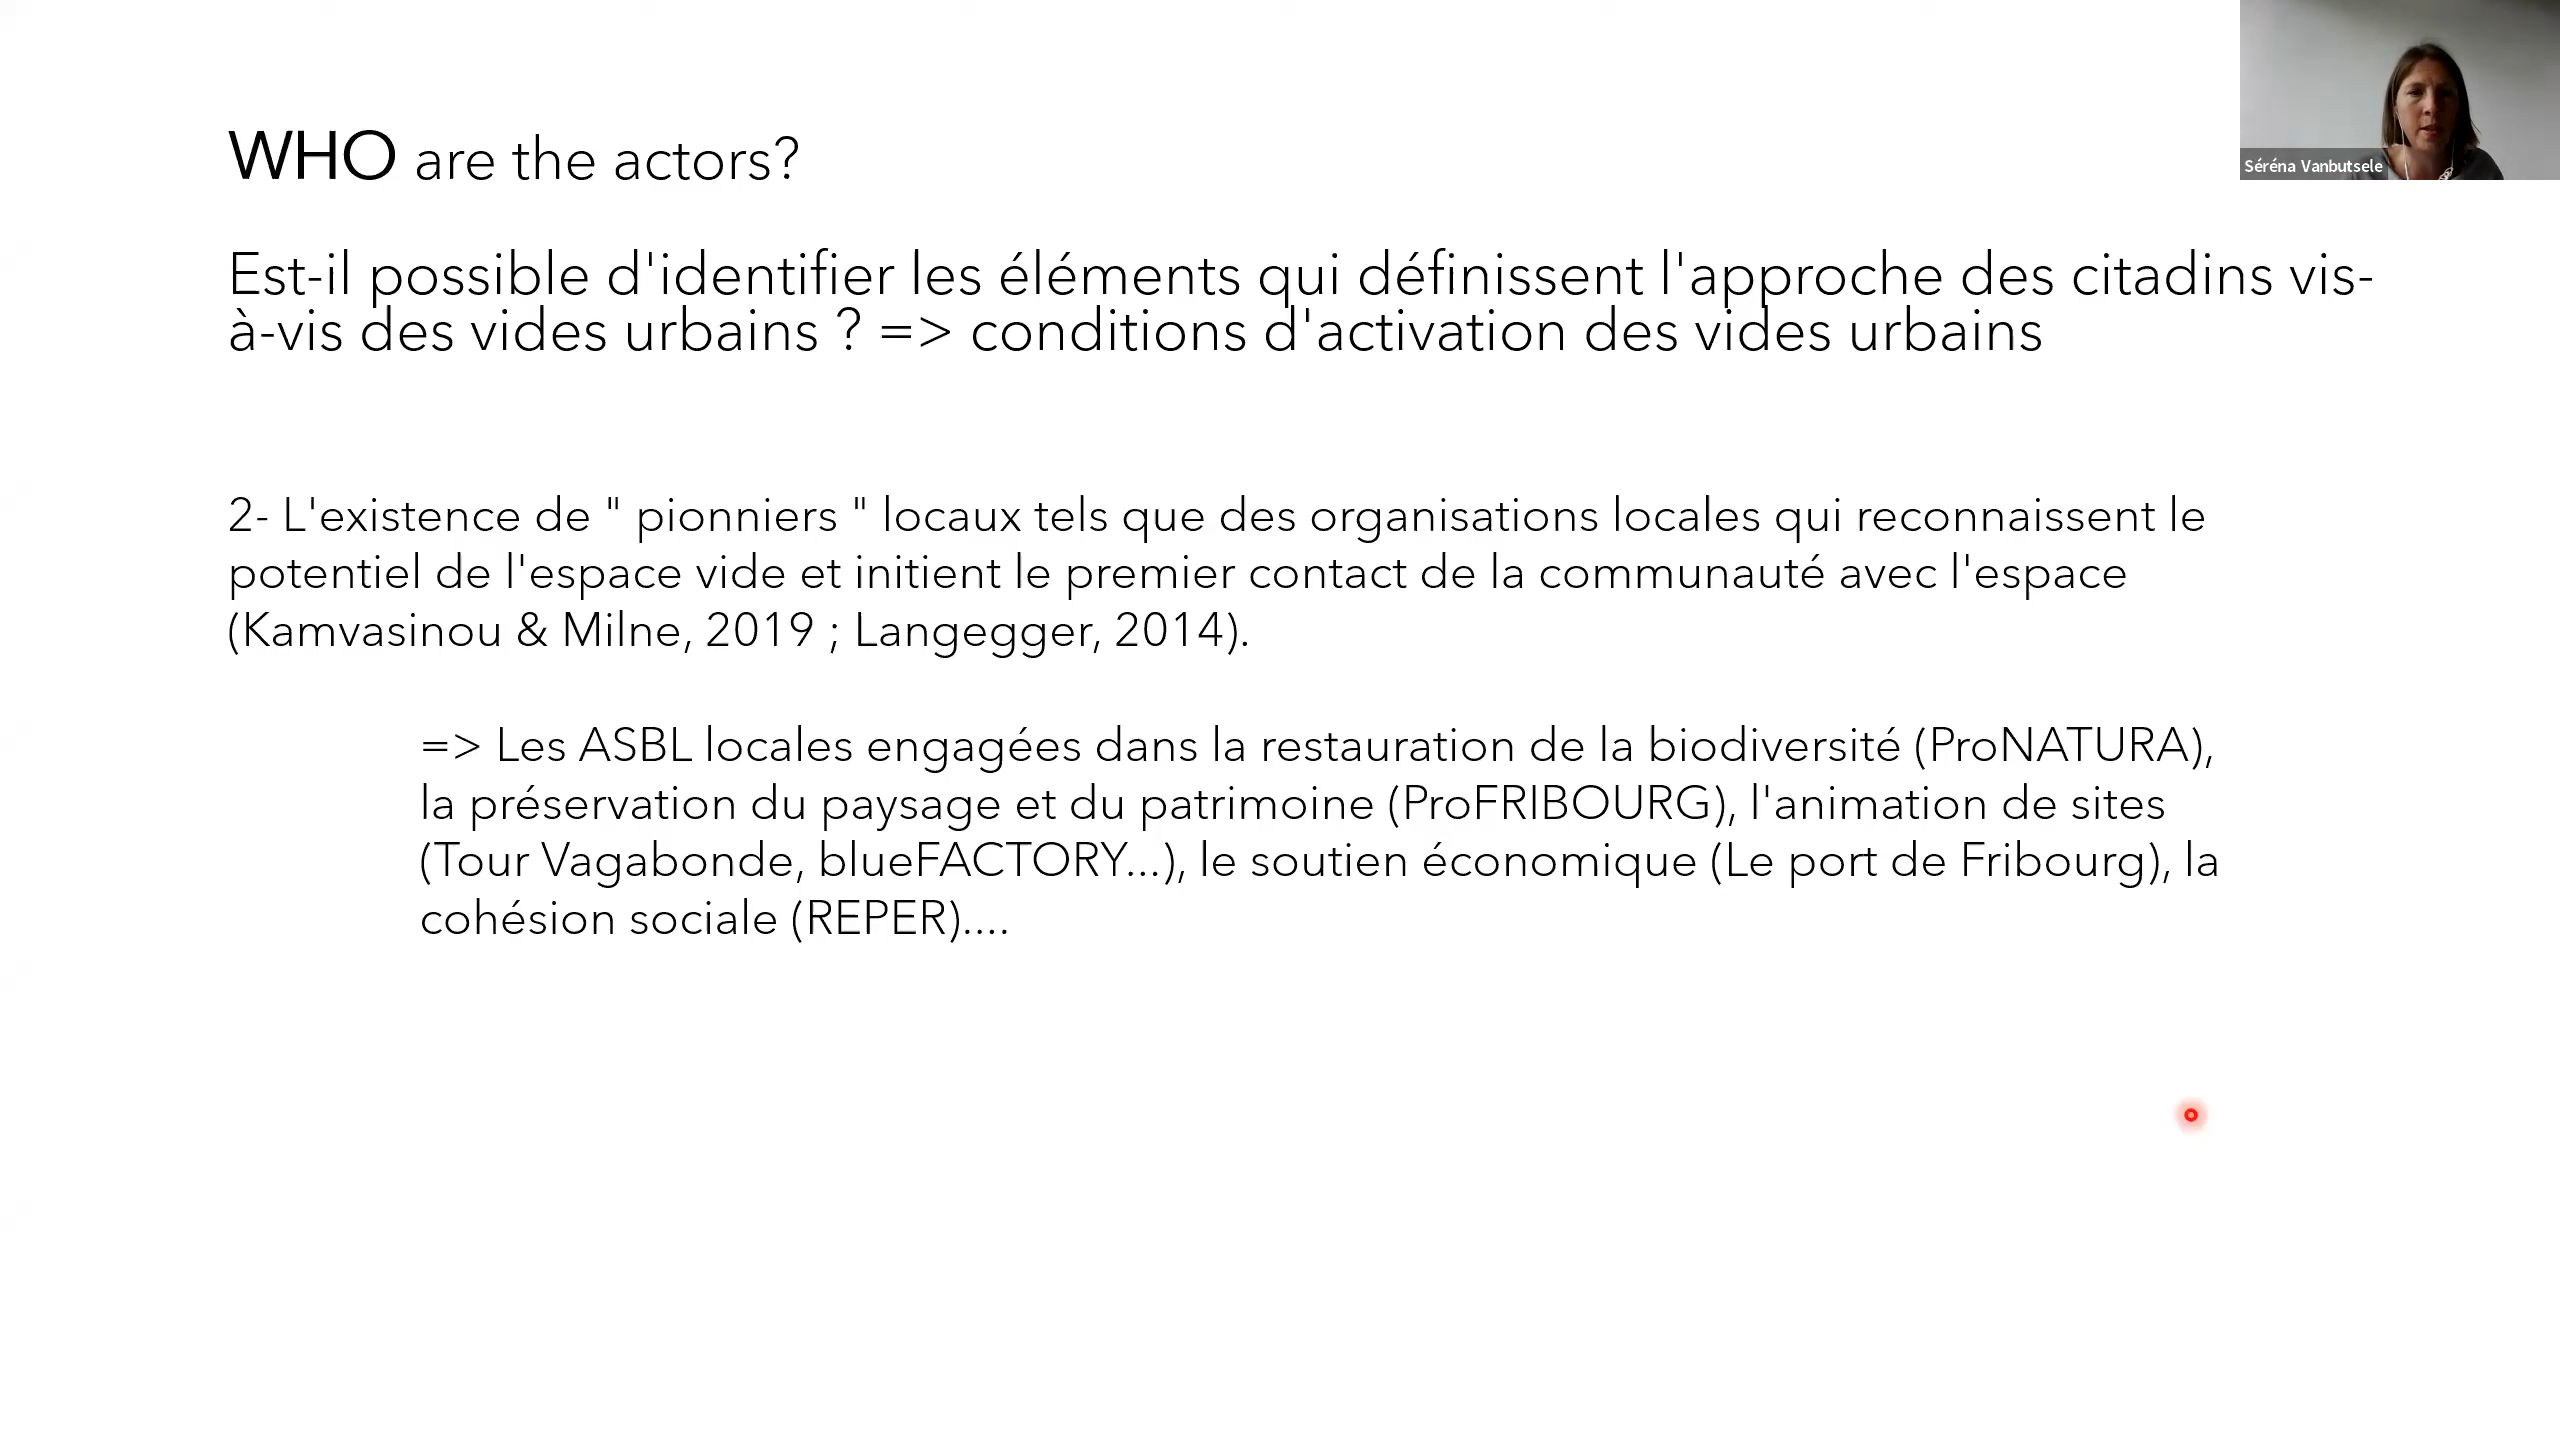 WHO are the actors?
Séréna Vanbutsele
Est-il possible d'identifier les éléments qui définissent l'approche des citadins vis-
à-vis des vides urbains ? => conditions d'activation des vides urbains
2- L'existence de " pionniers " locaux tels que des organisations locales qui reconnaissent le
potentiel de l'espace vide et initient le premier contact de la communauté avec l'espace
(Kamvasinou & Milne, 2019 ; Langegger, 2014).
=> Les ASBL locales engagées dans la restauration de la biodiversité (ProNATURA),
la préservation du paysage et du patrimoine (ProFRIBOURG), l'animation de sites
(Tour Vagabonde, blueFACTORY...), le soutien économique (Le port de Fribourg), la
cohésion sociale (REPER)....